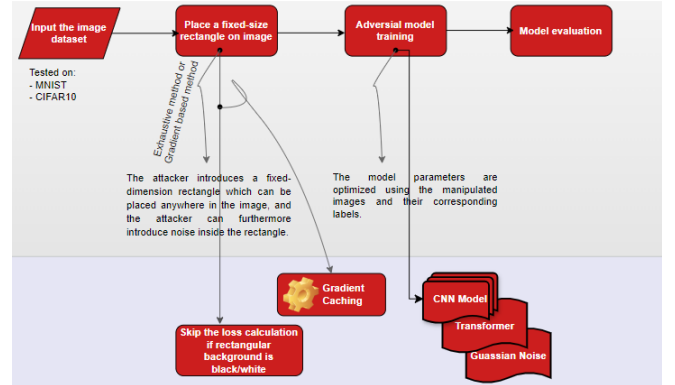 Input the image
dataset
Place a fixed-size
rectangle on image
Adversial model
training
Model evaluation
Tested on:
- MNIST
- CIFAR10
Exhaustive method or
Gradient based method
The attacker introduces a fixed-
dimension rectangle which can be
placed anywhere in the image, and
the attacker can furthermore
introduce noise inside the rectangle.
The model parameters are
optimized using the manipulated
images and their corresponding
labels.
Gradient
Caching
CNN Model
Transformer
Guassian Noise
Skip the loss calculation
if rectangular
background is
black/white